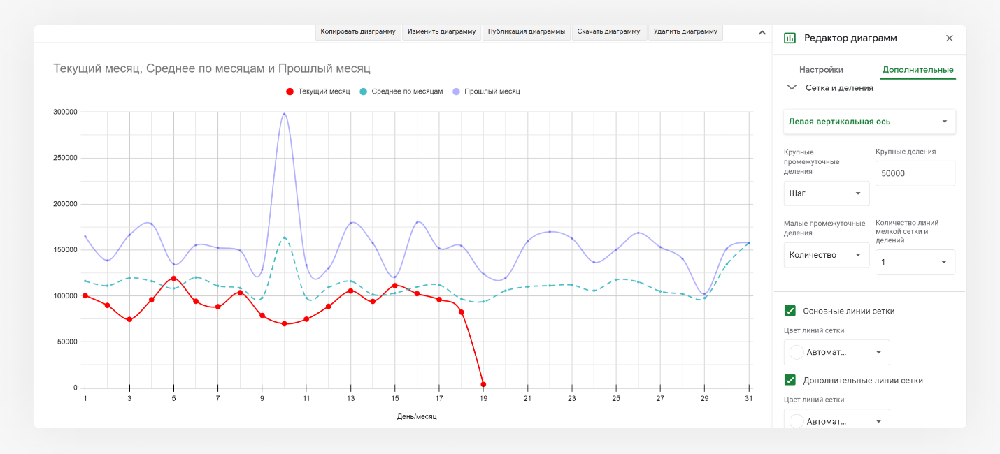 Копировать диаграмму Изменить диаграмму Публикация диаграммы Скачать диаграмму Удалить диаграмму
Текущий месяц, Среднее по месяцам и Прошлый месяц
Текущий месяц Среднее по месяцам Прошлый месяц
300000
250000
200000
150000
100000
50000
0
1 3 5 7 9 11 13 15 17 19 21 23 25 27 29 31
День/месяц
Редактор диаграмм
Настройки Дополнительные
Сетка и деления
Левая вертикальная ось
Крупные
промежуточные
деления
Шаг
Крупные деления
50000
Малые промежуточные
деления
Количество
Количество линий
мелкой сетки и
делений
1
Основные линии сетки
Цвет линий сетки
Автомат...
Дополнительные линии сетки
Цвет линий сетки
Автомат...